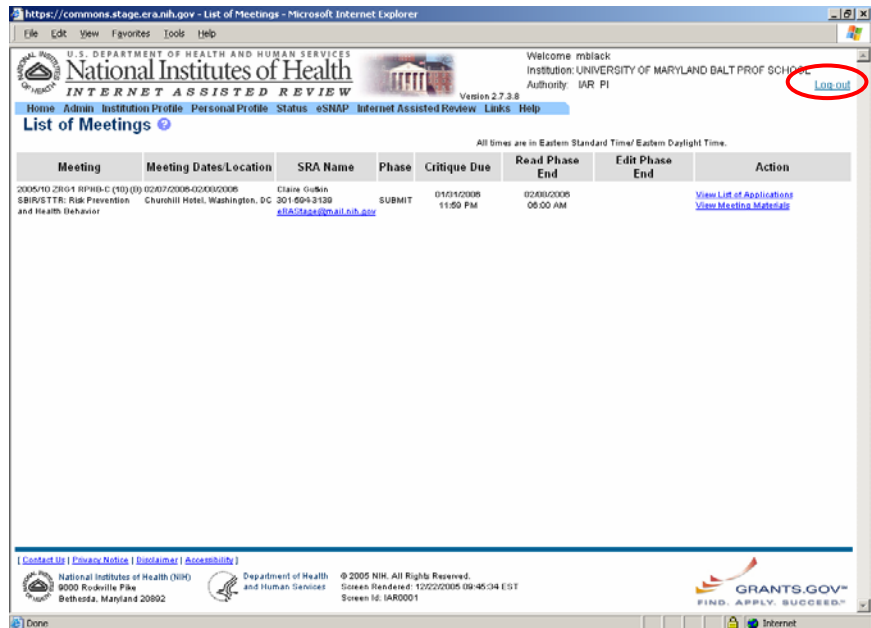 https://commons.stage.era.nih.gov - List of Meetings - Microsoft Internet Explorer
File Edit View Favorites Tools Help
U.S. DEPARTMENT OF HEALTH AND HUMAN SERVICES
National Institutes of Health
INTERNET ASSISTED REVIEW
Version 2.7.3.8
Welcome mblack
Institution: UNIVERSITY OF MARYLAND BALT PROF SCHOOL
Authority: IAR PI
Log-out
Home Admin Institution Profile Personal Profile Status eSNAP Internet Assisted Review Links Help
List of Meetings ?
All times are in Eastern Standard Time/ Eastern Daylight Time.
Meeting Meeting Dates/Location SRA Name Phase Critique Due Read Phase End Edit Phase End Action
2005/10 ZRG1 RPHB-C (10) (B) SBIR/STTR: Risk Prevention and Health Behavior
02/07/2006-02/08/2006 Churchill Hotel, Washington, DC
Claire Gutkin
301-594-3139
eRAStage@mail.nih.gov
SUBMIT
01/31/2006
11:59 PM
02/08/2006
06:00 AM
View List of Applications
View Meeting Materials
[ Contact Us | Privacy Notice | Disclaimer | Accessibility ]
National Institutes of Health (NIH)
9000 Rockville Pike
Bethesda, Maryland 20892
Department of Health
and Human Services
© 2005 NIH. All Rights Reserved.
Screen Rendered: 12/22/2005 09:45:34 EST
Screen Id: IAR0001
GRANTS.GOV℠
FIND. APPLY. SUCCEED.℠
Done
Internet